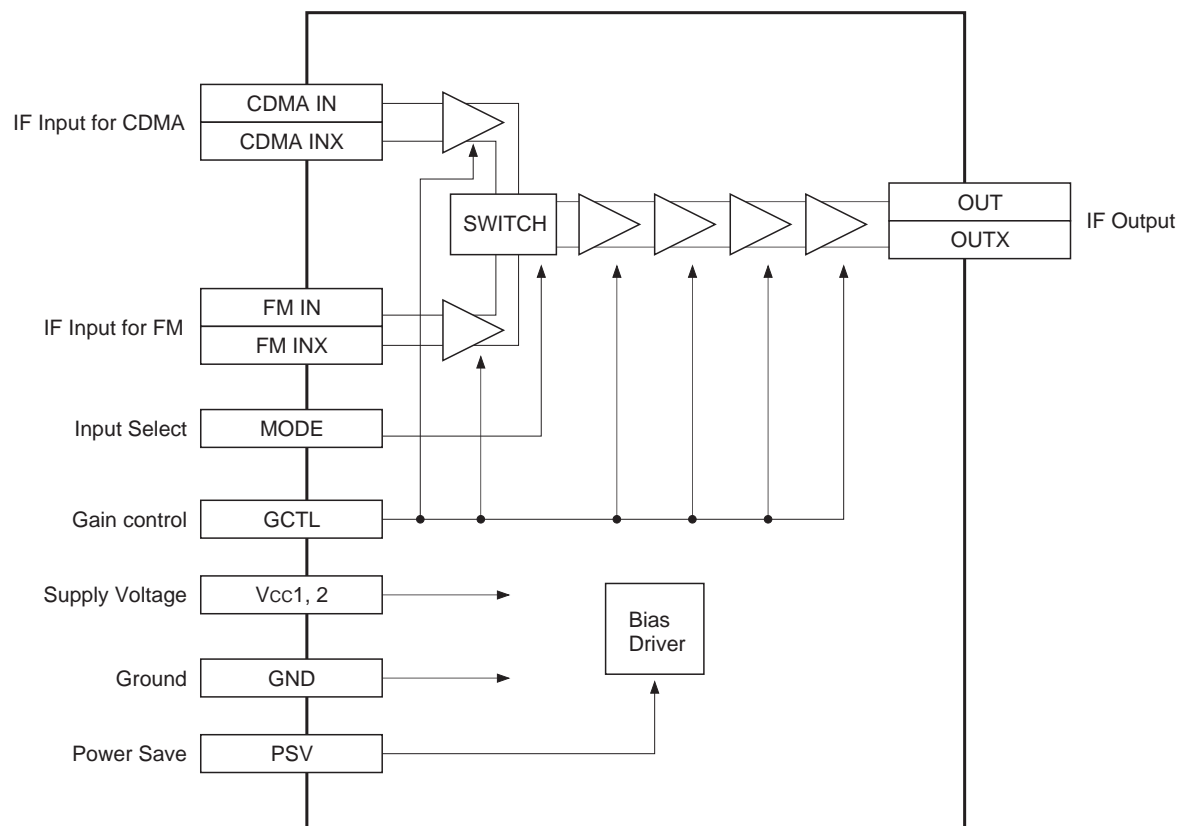 IF Input for CDMA
CDMA IN
CDMA INX
SWITCH
OUT
OUTX
IF Output
IF Input for FM
FM IN
FM INX
Input Select
MODE
Gain control
GCTL
Supply Voltage
VCC1, 2
Bias
Driver
Ground
GND
Power Save
PSV